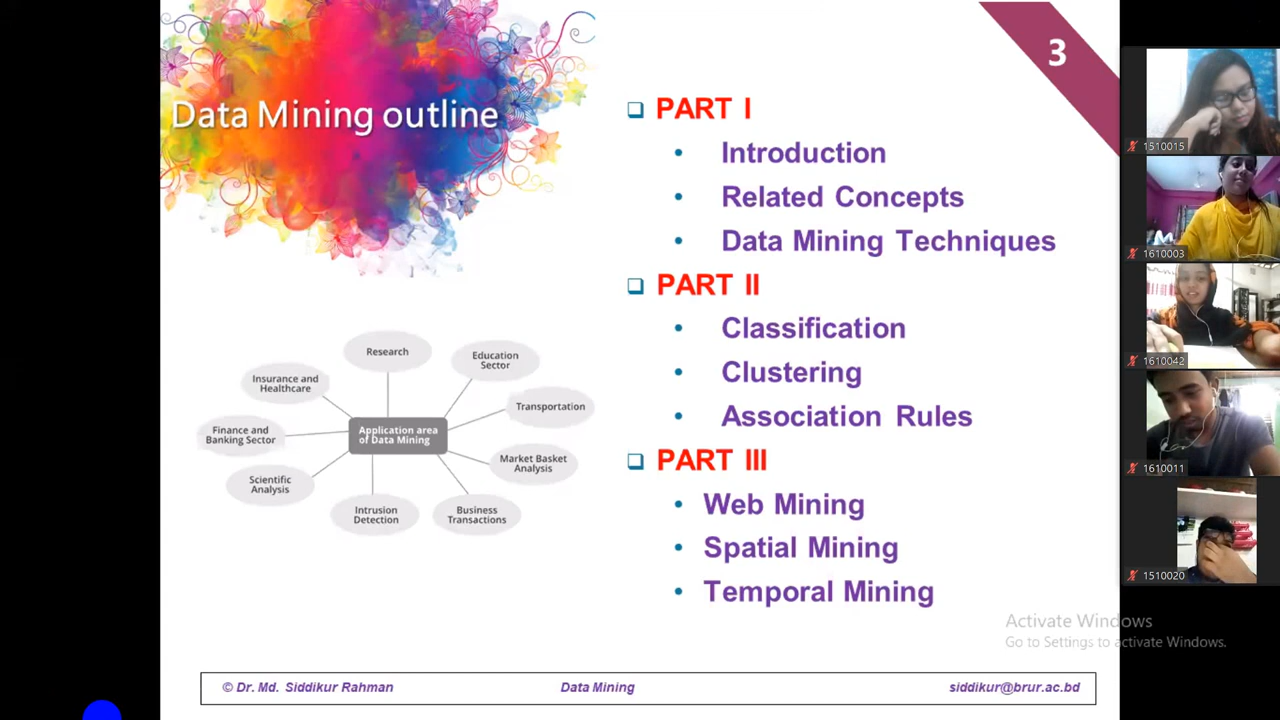 3
Data Mining outline
PART I
Introduction
Related Concepts
Data Mining Techniques
PART II
Classification
Clustering
Association Rules
PART III
Web Mining
Spatial Mining
Temporal Mining
Research
Education
Sector
Insurance and
Healthcare
Transportation
Finance and
Banking Sector
Application area
of Data Mining
Market Basket
Analysis
Scientific
Analysis
Intrusion
Detection
Business
Transactions
1510015
1610003
1610042
1610011
1510020
Activate Windows
Go to Settings to activate Windows.
© Dr. Md. Siddikur Rahman
Data Mining
siddikur@brur.ac.bd